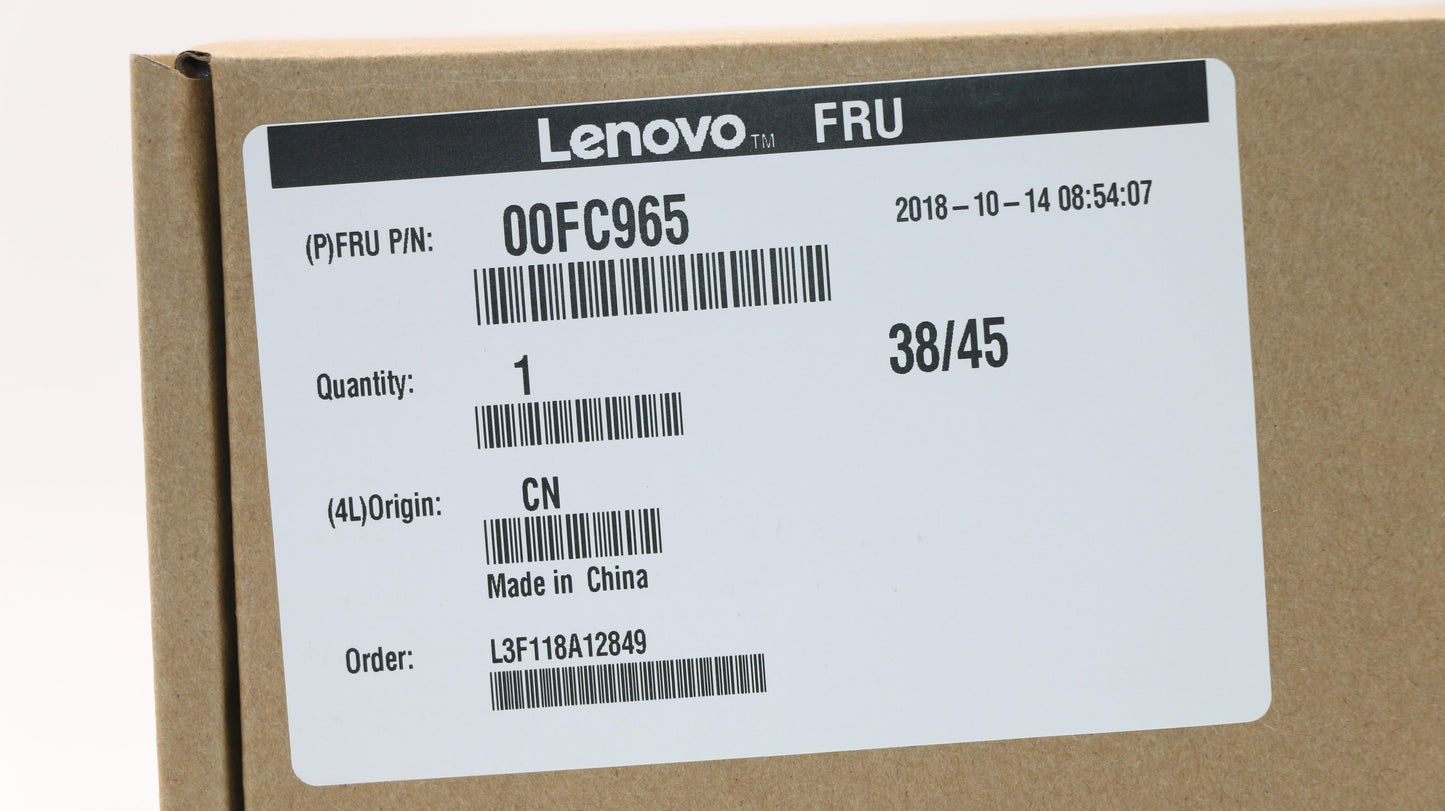 Lenovo™ FRU
(P)FRU P/N: 00FC965
2018-10-14 08:54:07
38/45
Quantity: 1
(4L)Origin: CN
Made in China
Order: L3F118A12849